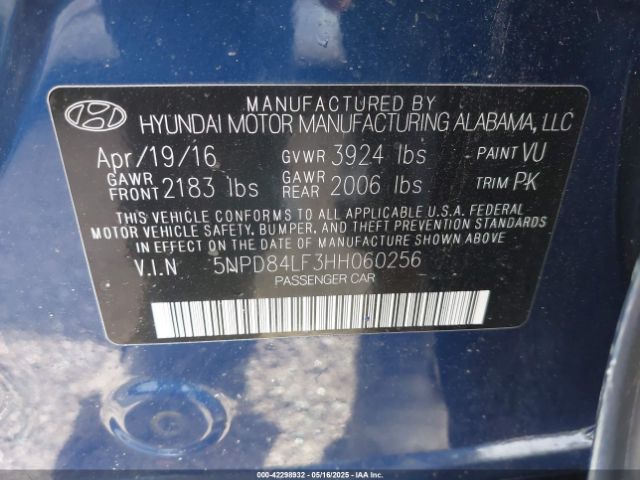 MANUFACTURED BY
HYUNDAI MOTOR MANUFACTURING ALABAMA, LLC
Apr/19/16 GVWR 3924 lbs PAINT VU
GAWR FRONT 2183 lbs GAWR REAR 2006 lbs TRIM PK
THIS VEHICLE CONFORMS TO ALL APPLICABLE U.S.A. FEDERAL
MOTOR VEHICLE SAFETY, BUMPER, AND THEFT PREVENTION STANDARDS
IN EFFECT ON THE DATE OF MANUFACTURE SHOWN ABOVE.
V.I.N 5NPD84LF3HH060256
PASSENGER CAR
000-42298932 - 05/16/2025 - IAAI.COM